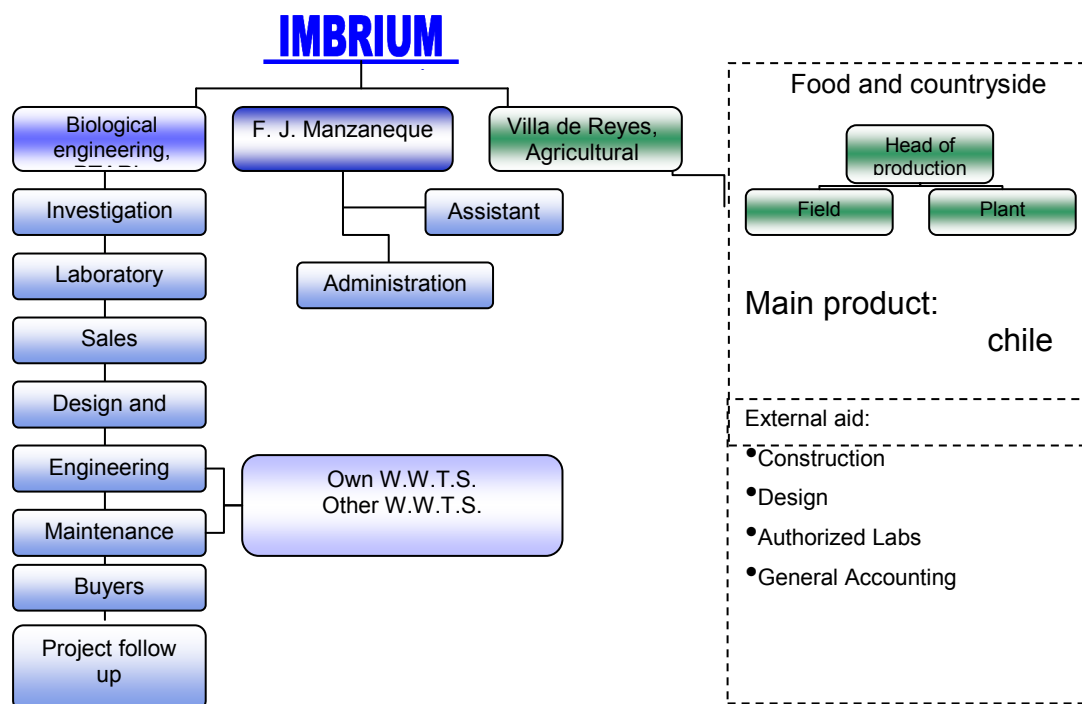 IMBRIUM
Biological
engineering,
F. J. Manzaneque
Villa de Reyes,
Agricultural
Investigation
Laboratory
Sales
Design and
Engineering
Maintenance
Buyers
Project follow
up
Assistant
Administration
Own W.W.T.S.
Other W.W.T.S.
Food and countryside
Head of
production
Field
Plant
Main product:
chile
External aid:
•Construction
•Design
•Authorized Labs
•General Accounting